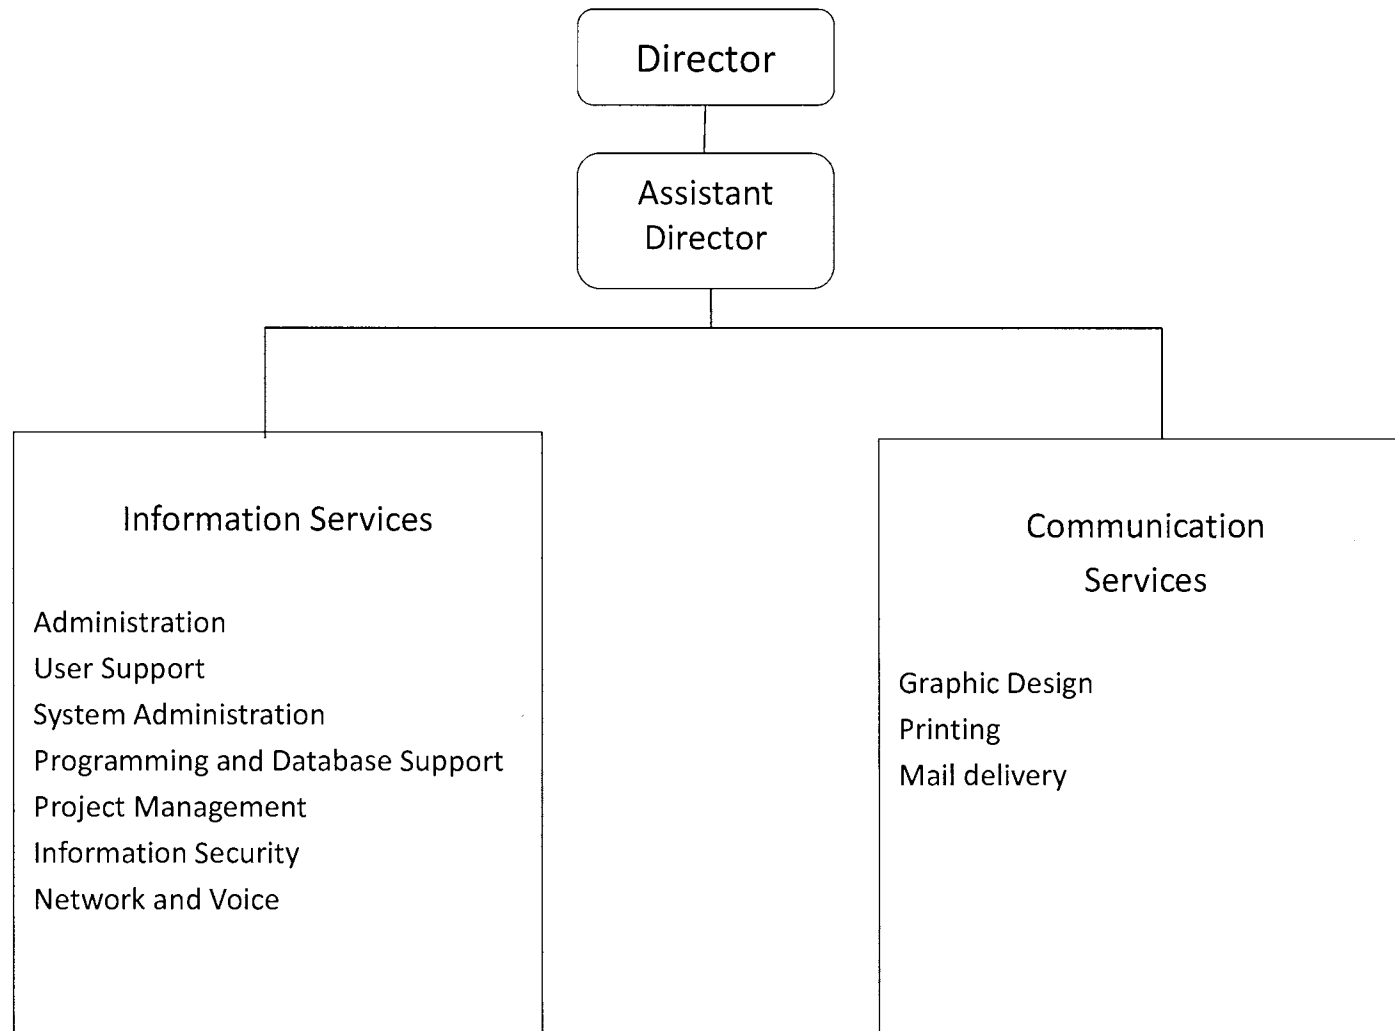 Director
Assistant
Director
Information Services
Administration
User Support
System Administration
Programming and Database Support
Project Management
Information Security
Network and Voice
Communication
Services
Graphic Design
Printing
Mail delivery